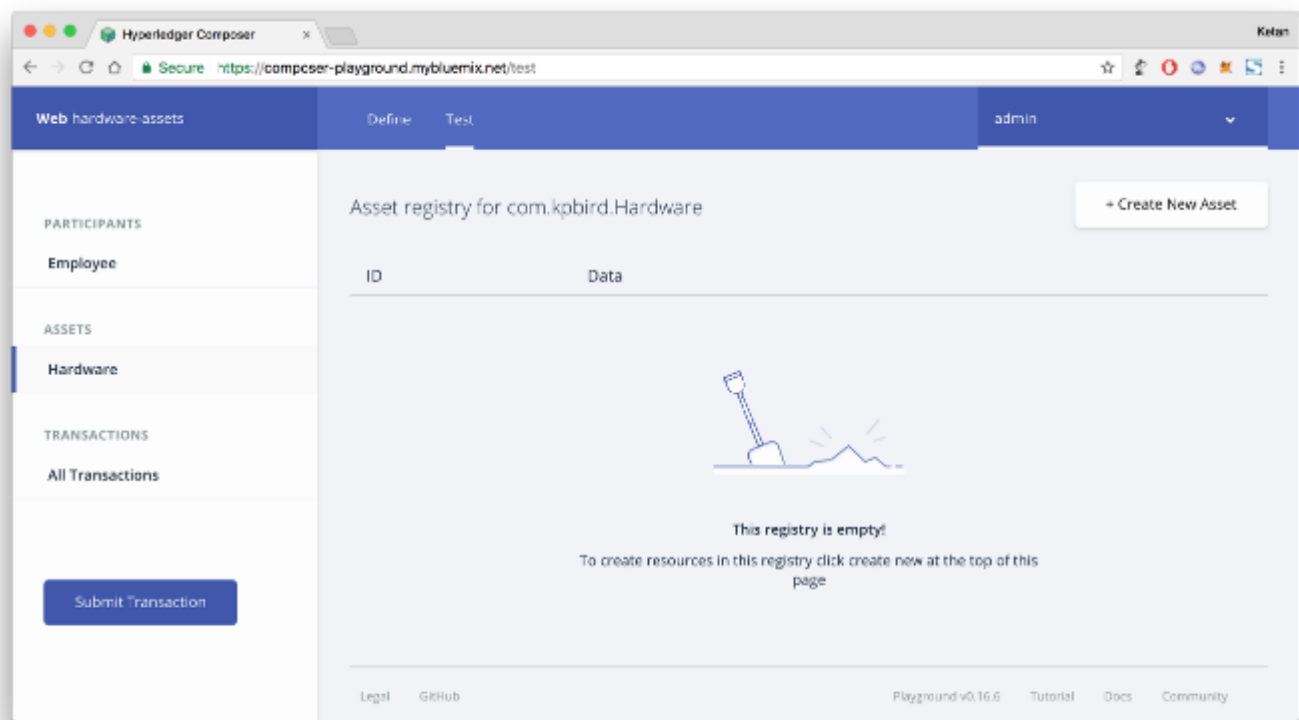 Hyperledger Composer
Ketan
Secure https://composer-playground.mybluemix.net/test
Web hardware-assets
Define Test
admin
Asset registry for com.kpbird.Hardware
+ Create New Asset
PARTICIPANTS
Employee
ID Data
ASSETS
Hardware
TRANSACTIONS
All Transactions
This registry is empty!
To create resources in this registry click create new at the top of this
page
Submit Transaction
Legal GitHub
Playground v0.16.6 Tutorial Docs Community